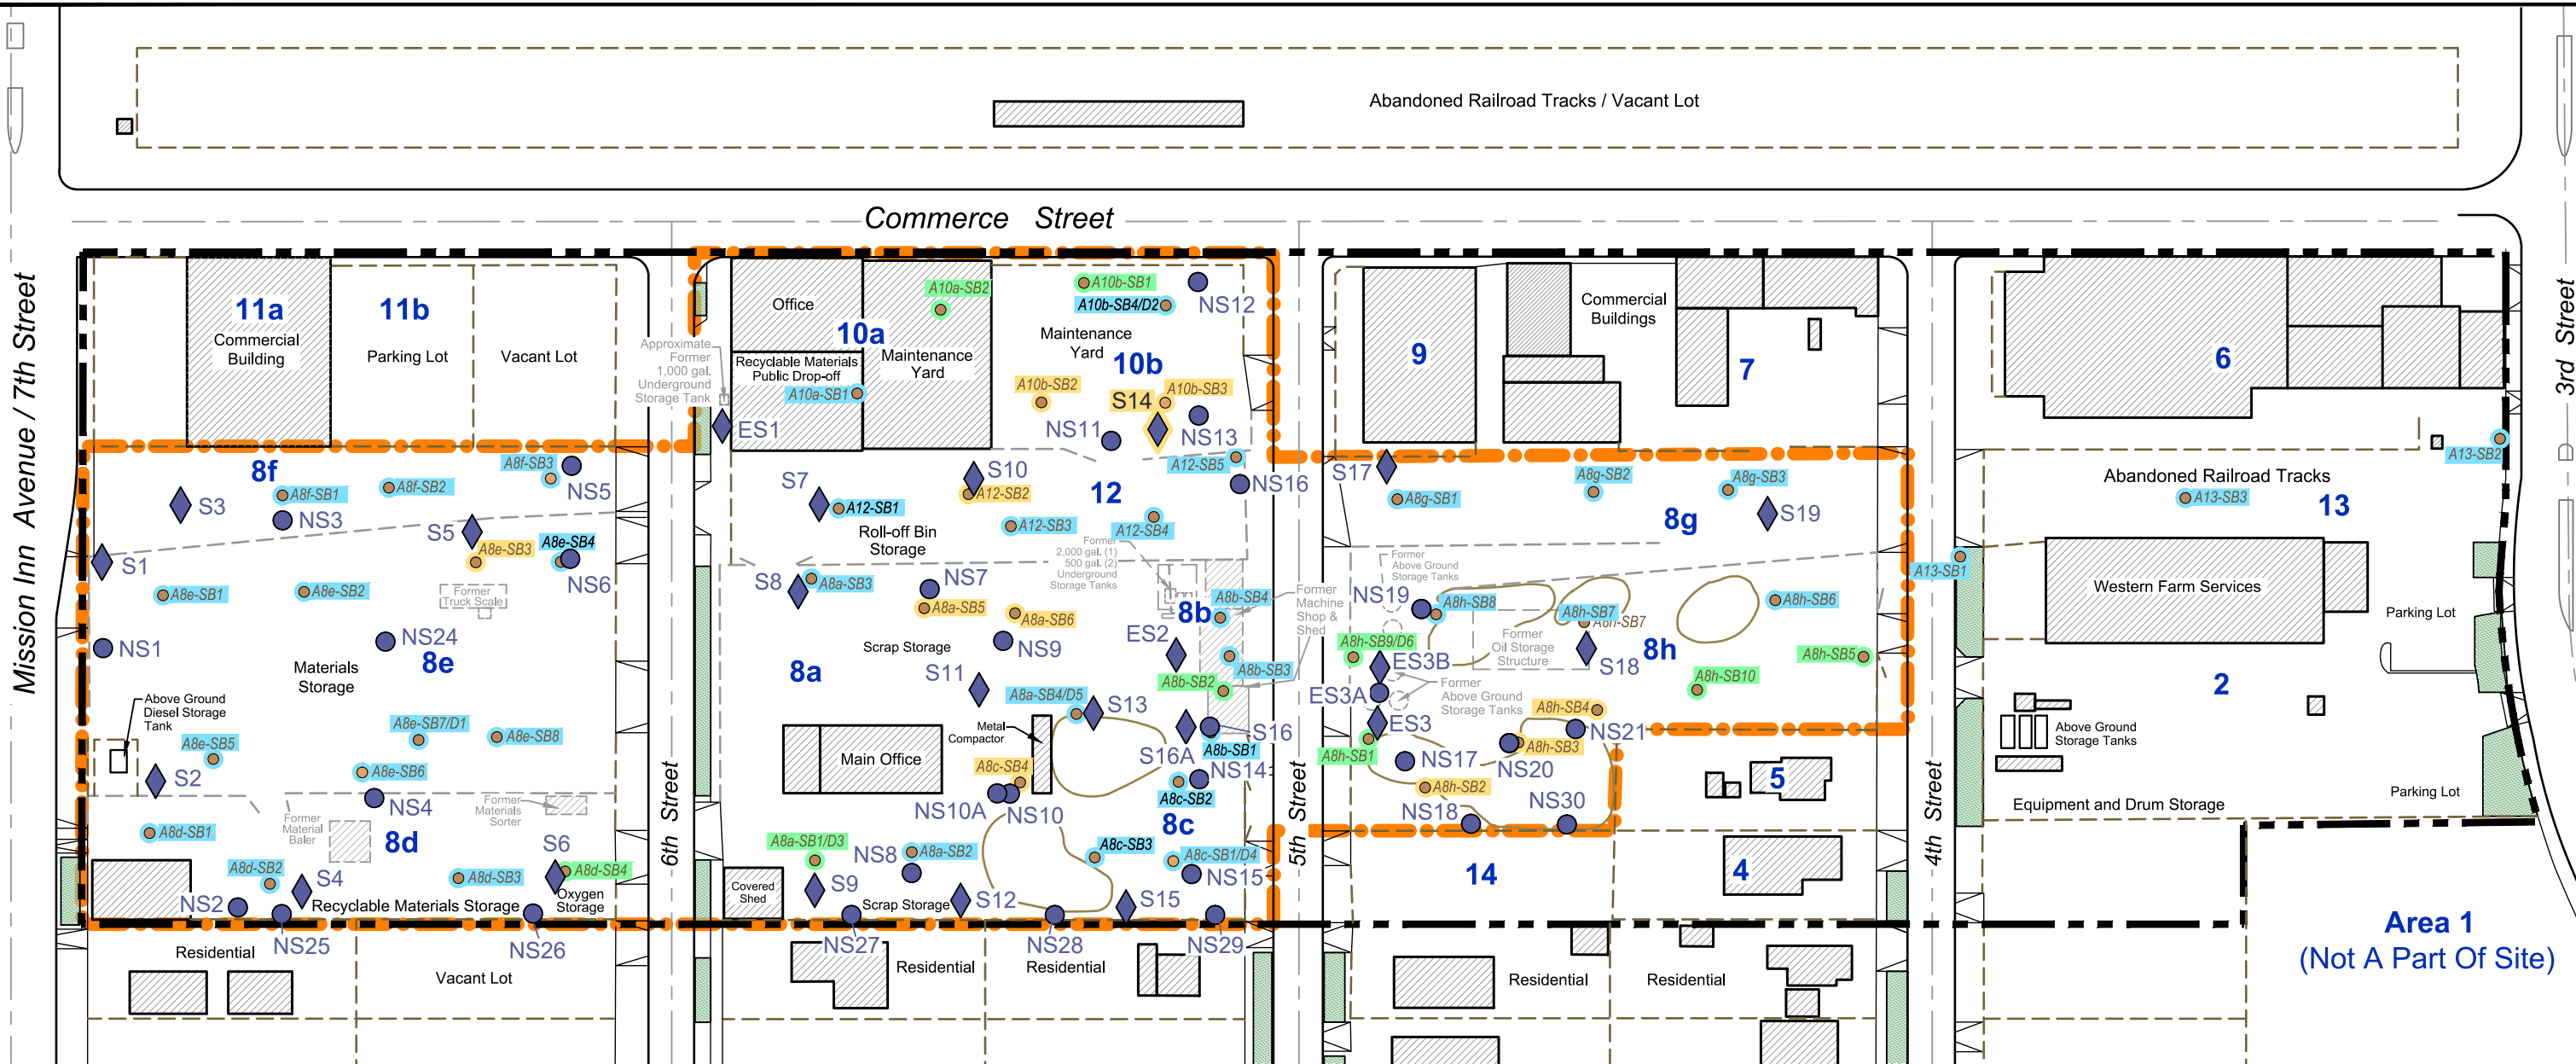 Abandoned Railroad Tracks / Vacant Lot
Commerce Street
Mission Inn Avenue / 7th Street
3rd Street
11a
Commercial
Building
11b
Parking Lot
Vacant Lot
8f
A8f-SB1
A8f-SB2
A8f-SB3
NS5
S3
NS3
S5
S1
A8e-SB3
A8e-SB4
NS6
A8e-SB1
A8e-SB2
Former
Truck Scale
NS1
NS24
8e
Materials
Storage
Above Ground
Diesel Storage
Tank
A8e-SB7/D1
A8e-SB8
A8e-SB5
A8e-SB6
S2
NS4
Former
Materials
Sorter
Former
Material
Baler
8d
A8d-SB1
A8d-SB2
A8d-SB3
S6
A8d-SB4
S4
NS2
Recyclable Materials Storage
Oxygen
Storage
NS25
NS26
Residential
Vacant Lot
6th Street
Approximate
Former
1,000 gal.
Underground
Storage Tank
ES1
Office
10a
Recyclable Materials
Public Drop-off
A10a-SB1
A10a-SB2
Maintenance
Yard
A10b-SB1
A10b-SB4/D2
NS12
Maintenance
Yard
10b
A10b-SB2
A10b-SB3
S14
NS11
NS13
A12-SB5
NS16
S7
S10
A12-SB2
12
A12-SB1
A12-SB3
A12-SB4
Roll-off Bin
Storage
Former
2,000 gal. (1)
500 gal. (2)
Underground
Storage Tanks
S8
A8a-SB3
NS7
A8a-SB5
A8a-SB6
NS9
Scrap Storage
8b
A8b-SB4
Former
Machine
Shop &
Shed
ES2
A8b-SB3
A8b-SB2
8a
S11
A8a-SB4/D5
S13
Metal
Compactor
Main Office
S16
S16A
A8b-SB1
NS14
A8c-SB4
A8c-SB2
NS10A
NS10
8c
A8a-SB1/D3
NS8
A8a-SB2
A8c-SB3
A8c-SB1/D4
NS15
Covered
Shed
S9
Scrap Storage
S12
S15
NS27
NS28
NS29
Residential
Residential
5th Street
9
Commercial
Buildings
7
S17
A8g-SB1
A8g-SB2
A8g-SB3
8g
S19
Former
Above Ground
Storage Tanks
NS19
A8h-SB8
A8h-SB7
A8h-SB7
A8h-SB6
Former
Oil Storage
Structure
S18
8h
A8h-SB9/D6
ES3B
A8h-SB5
A8h-SB10
ES3A
Former
Above Ground
Storage Tanks
ES3
A8h-SB4
A8h-SB1
NS17
A8h-SB3
NS21
NS20
A8h-SB2
NS18
NS30
5
4
14
Residential
Residential
4th Street
6
A13-SB2
Abandoned Railroad Tracks
A13-SB3
13
A13-SB1
Western Farm Services
Parking Lot
2
Above Ground
Storage Tanks
Equipment and Drum Storage
Parking Lot
Area 1
(Not A Part Of Site)